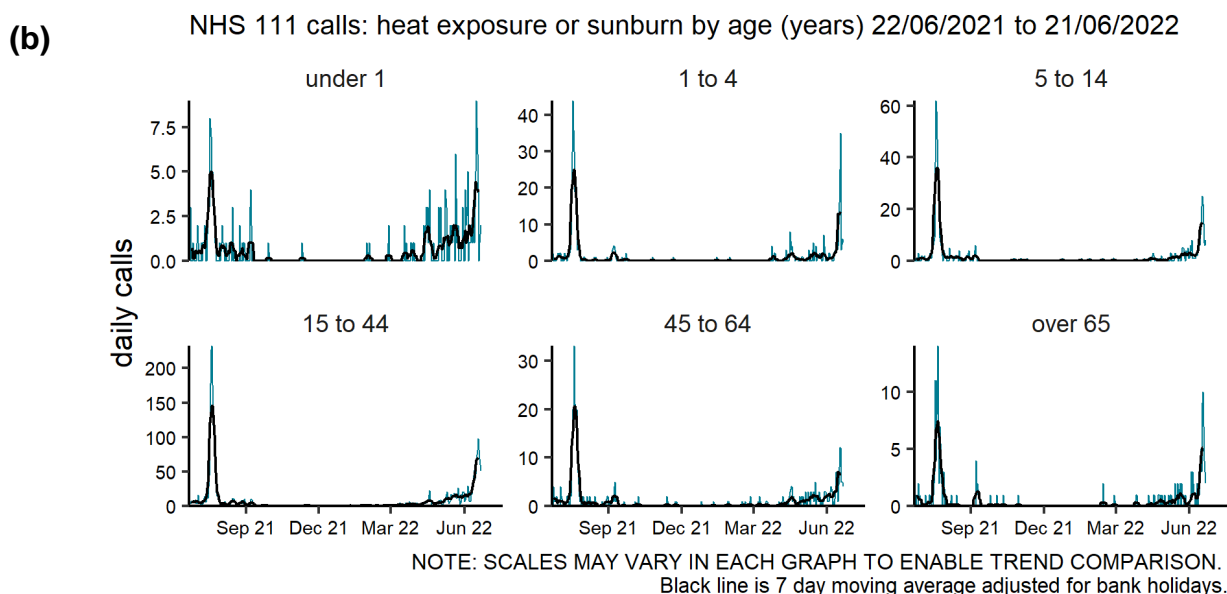 (b)
NHS 111 calls: heat exposure or sunburn by age (years) 22/06/2021 to 21/06/2022
under 1
1 to 4
5 to 14
7.5
5.0
2.5
0.0
40
30
20
10
0
60
40
20
0
daily calls
15 to 44
45 to 64
over 65
200
150
100
50
0
30
20
10
0
10
5
0
Sep 21 Dec 21 Mar 22 Jun 22
Sep 21 Dec 21 Mar 22 Jun 22
Sep 21 Dec 21 Mar 22 Jun 22
NOTE: SCALES MAY VARY IN EACH GRAPH TO ENABLE TREND COMPARISON.
Black line is 7 day moving average adjusted for bank holidays.